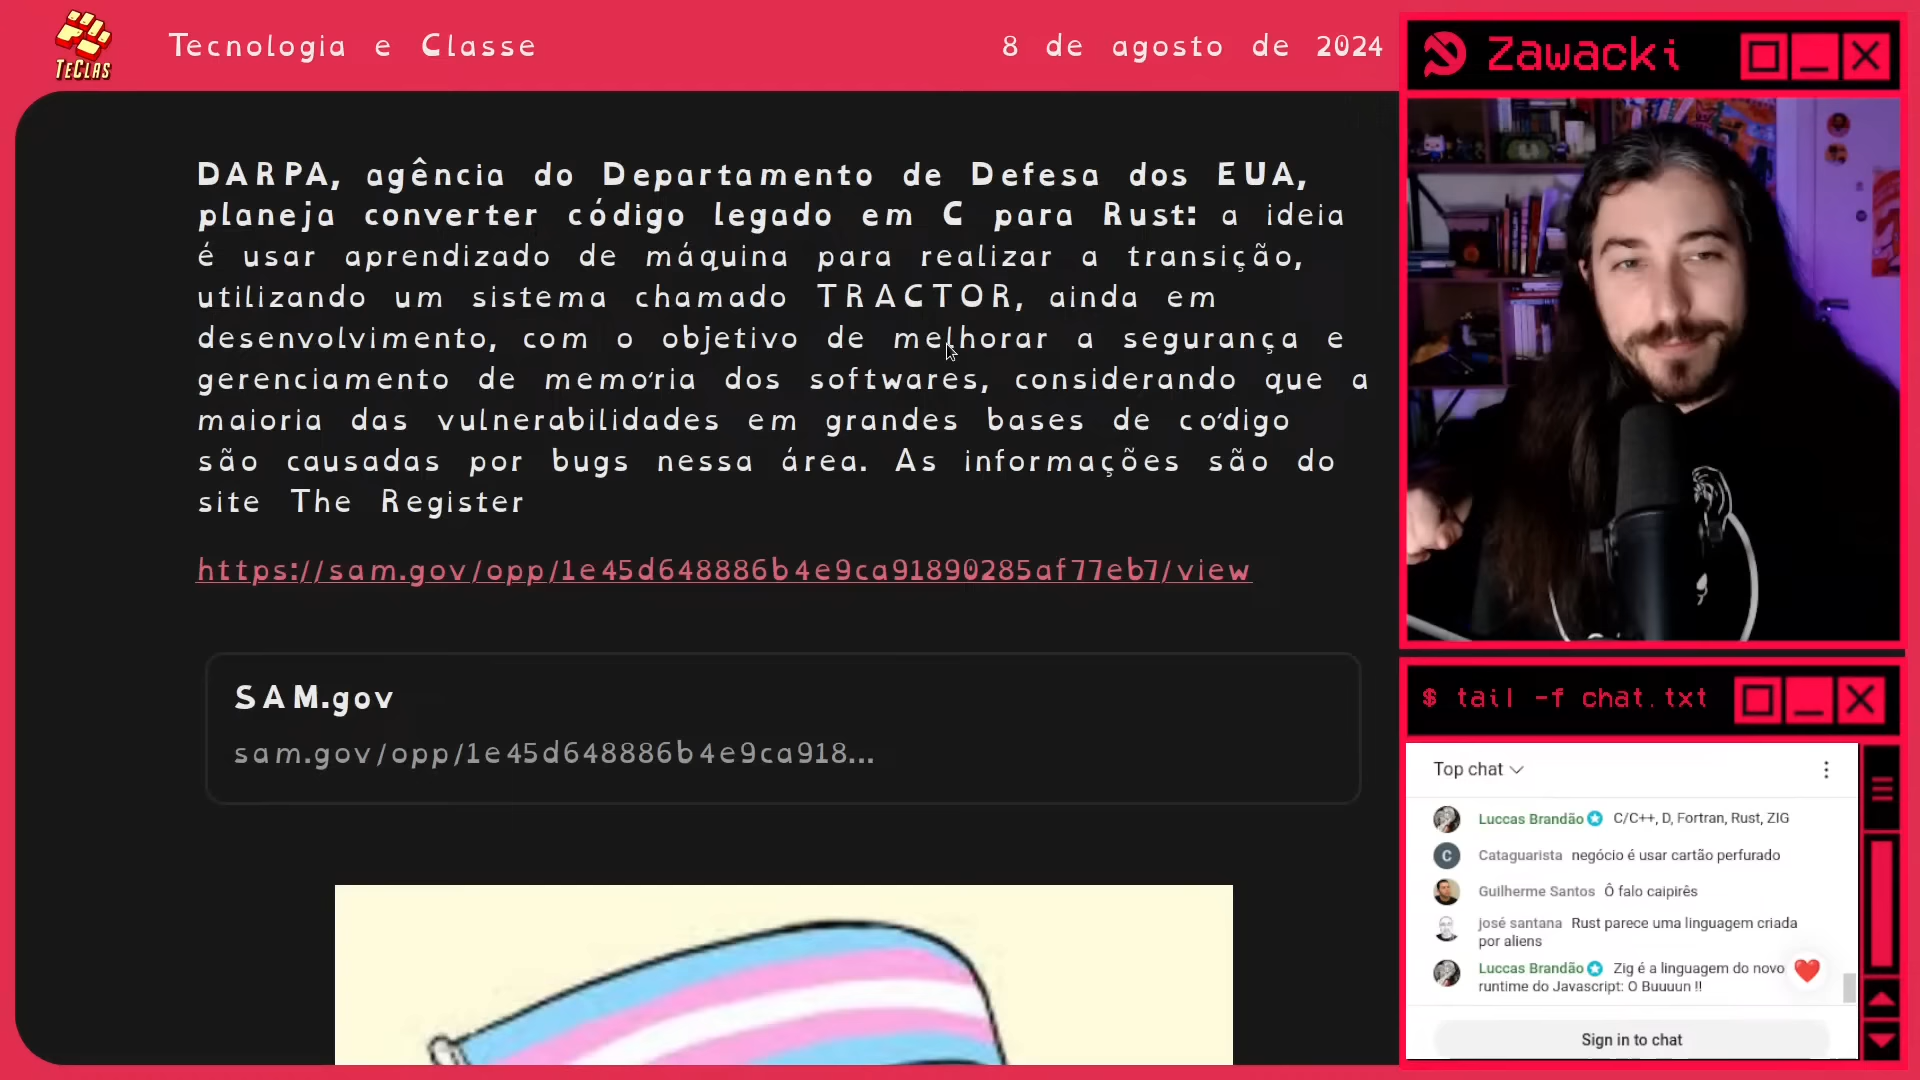 TECLAS
Tecnologia e Classe
8 de agosto de 2024
DARPA, agência do Departamento de Defesa dos EUA,
planeja converter código legado em C para Rust: a ideia
é usar aprendizado de máquina para realizar a transição,
utilizando um sistema chamado TRACTOR, ainda em
desenvolvimento, com o objetivo de melhorar a segurança e
gerenciamento de memo´ria dos softwares, considerando que a
maioria das vulnerabilidades em grandes bases de co´digo
são causadas por bugs nessa área. As informações são do
site The Register
https://sam.gov/opp/1e45d648886b4e9ca91890285af77eb7/view
SAM.gov
sam.gov/opp/1e45d648886b4e9ca918...
Zawacki
$ tail -f chat.txt
Top chat
Luccas Brandão C/C++, D, Fortran, Rust, ZIG
C
Cataguarista negócio é usar cartão perfurado
Guilherme Santos Ô falo caipirês
josé santana Rust parece uma linguagem criada
por aliens
Luccas Brandão Zig é a linguagem do novo
runtime do Javascript: O Buuuun !!
Sign in to chat